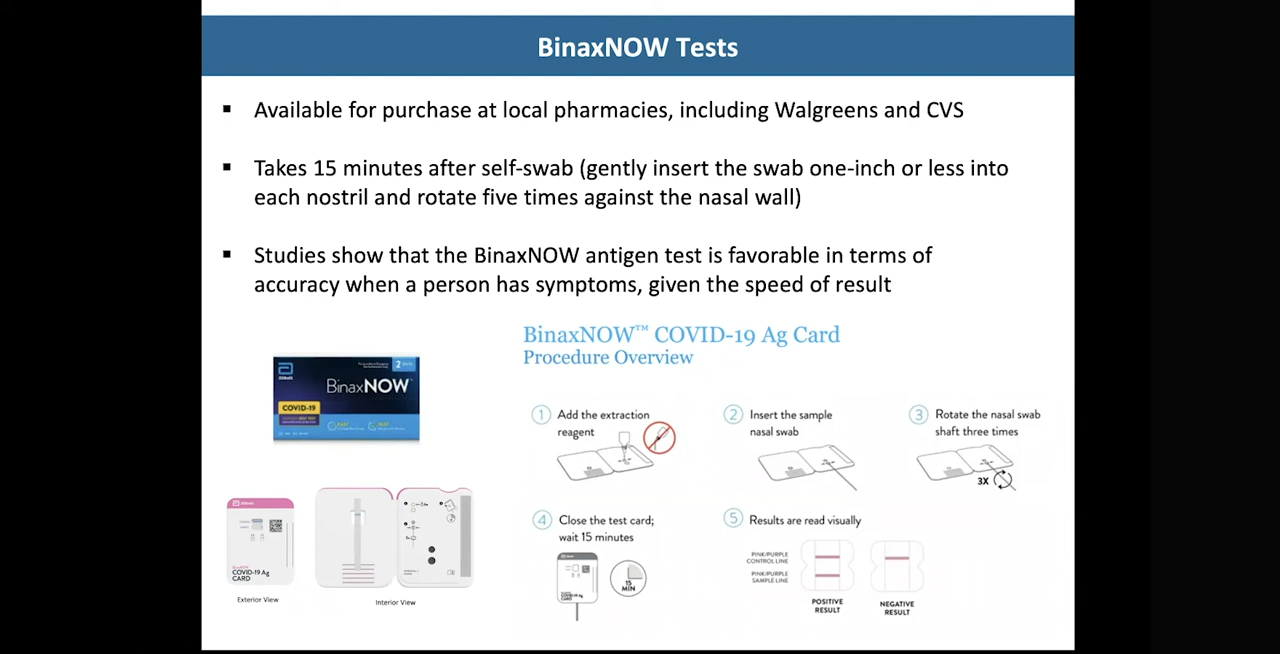 BinaxNOW Tests
▪ Available for purchase at local pharmacies, including Walgreens and CVS
▪ Takes 15 minutes after self-swab (gently insert the swab one-inch or less into
each nostril and rotate five times against the nasal wall)
▪ Studies show that the BinaxNOW antigen test is favorable in terms of
accuracy when a person has symptoms, given the speed of result
BinaxNOW™ COVID-19 Ag Card
Procedure Overview
Abbott
2
BinaxNOW™
COVID-19
1 Add the extraction
reagent
2 Insert the sample
nasal swab
3 Rotate the nasal swab
shaft three times
3X
4 Close the test card;
wait 15 minutes
15
MIN
5 Results are read visually
PINK/PURPLE
CONTROL LINE
PINK/PURPLE
SAMPLE LINE
POSITIVE
RESULT
NEGATIVE
RESULT
COVID-19 Ag
CARD
Exterior View
Interior View